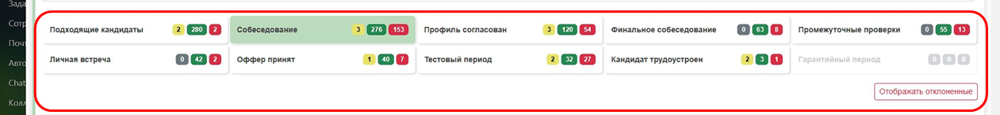 Зада
Сотр
Подходящие кандидаты 2 280 2 Собеседование 3 276 153 Профиль согласован 3 120 54 Финальное собеседование 0 63 8 Промежуточные проверки 0 55 13
Почт
Личная встреча 0 42 2 Оффер принят 1 40 7 Тестовый период 2 32 27 Кандидат трудоустроен 2 3 1 Гарантийный период 0 0 0
Авто
Chat
Отображать отклоненные
Колл